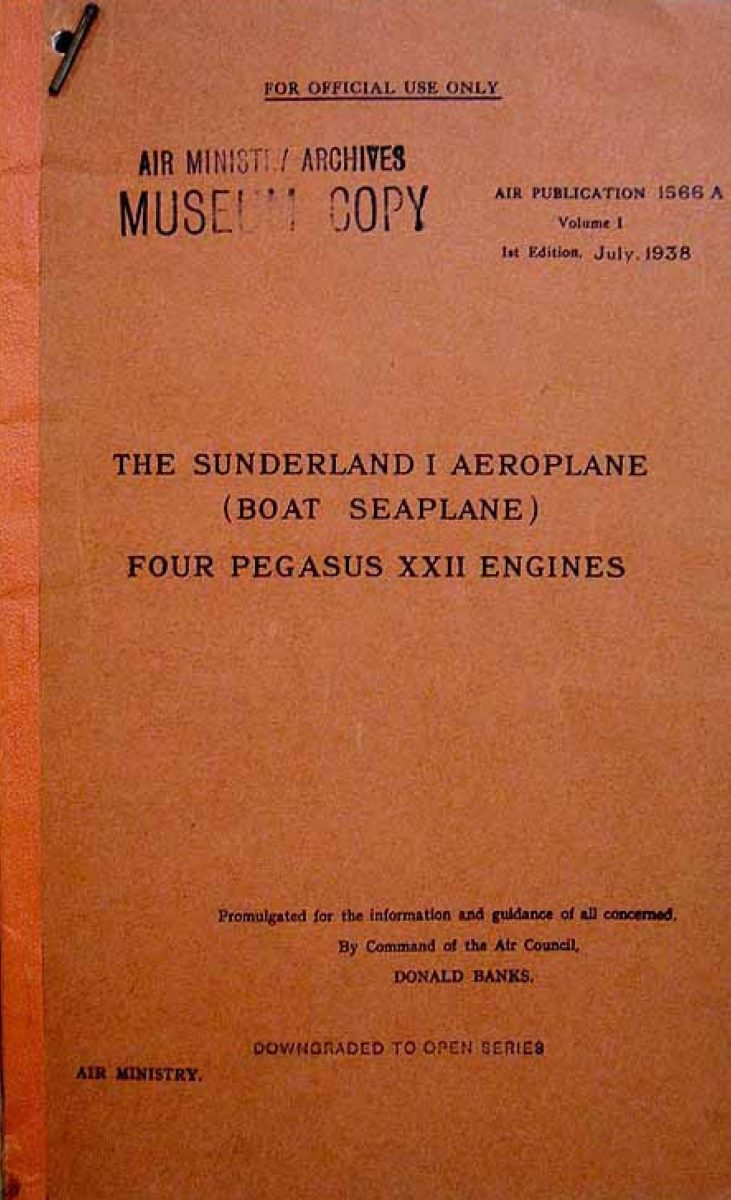 FOR OFFICIAL USE ONLY
AIR MINISTRY ARCHIVES
MUSEUM COPY
AIR PUBLICATION 1566 A
Volume I
1st Edition, July, 1938
THE SUNDERLAND I AEROPLANE
(BOAT SEAPLANE)
FOUR PEGASUS XXII ENGINES
Promulgated for the information and guidance of all concerned,
By Command of the Air Council,
DONALD BANKS.
DOWNGRADED TO OPEN SERIES
AIR MINISTRY.